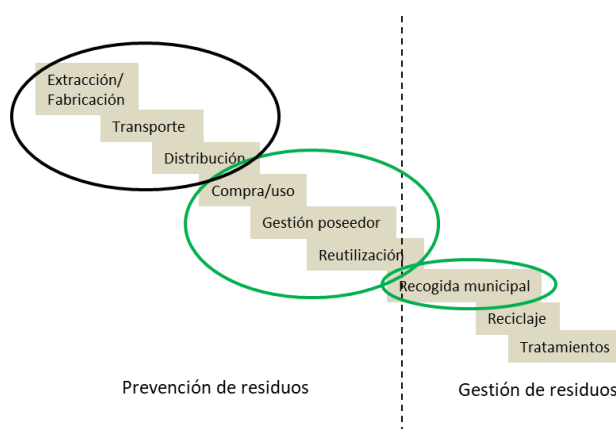 Extracción/
Fabricación
Transporte
Distribución
Compra/uso
Gestión poseedor
Reutilización
Recogida municipal
Reciclaje
Tratamientos
Prevención de residuos
Gestión de residuos